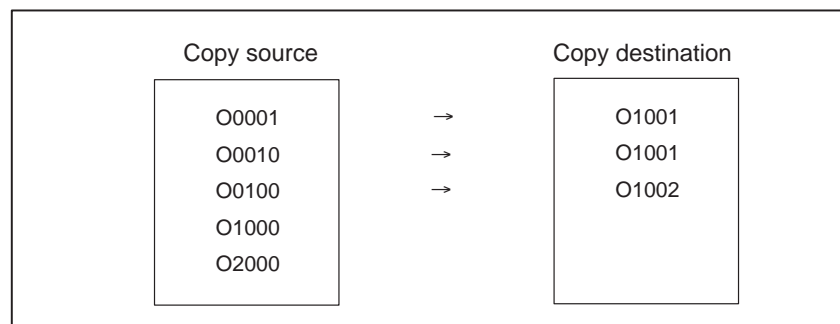 Copy source Copy destination
O0001 → O1001
O0010 → O1001
O0100 → O1002
O1000
O2000